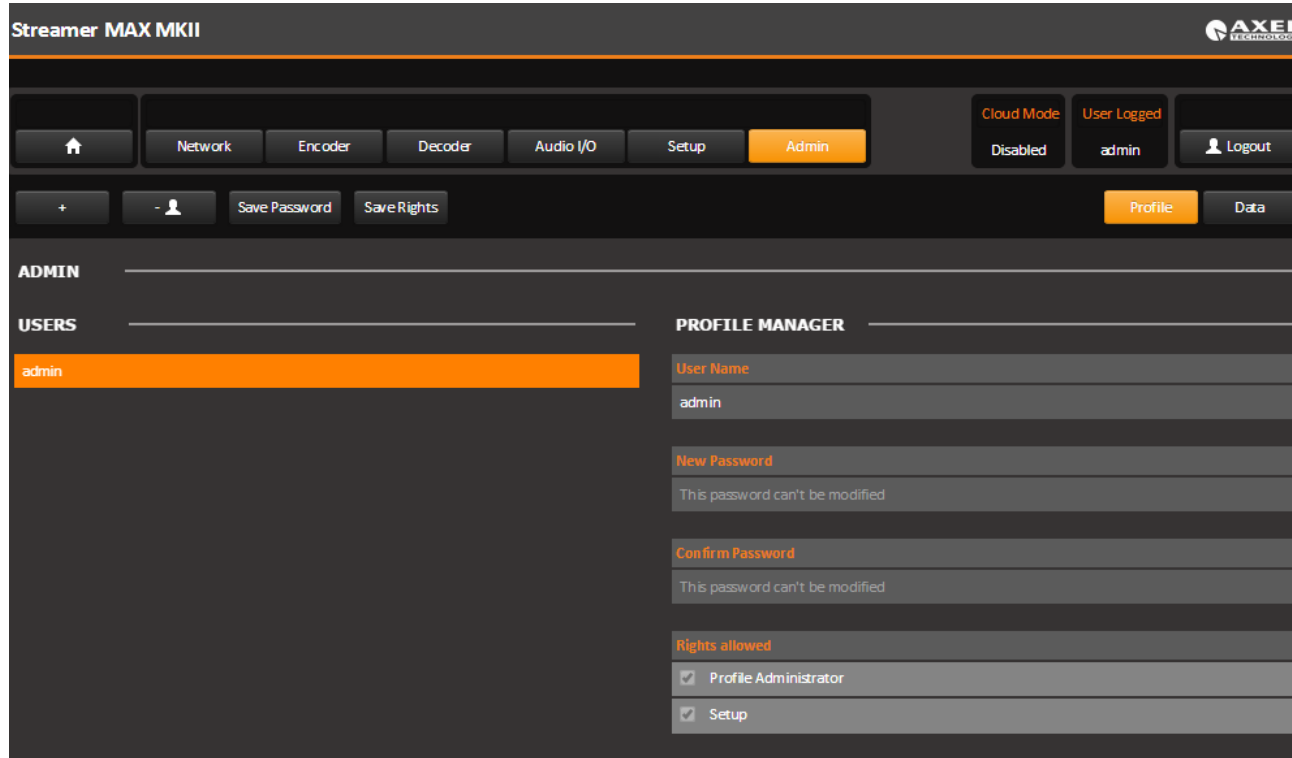 Streamer MAX MKII
AXEL
TECHNOLOG
Cloud Mode
User Logged
Network
Encoder
Decoder
Audio I/O
Setup
Admin
Disabled
admin
Logout
+
-
Save Password
Save Rights
Profile
Data
ADMIN
USERS
PROFILE MANAGER
admin
User Name
admin
New Password
This password can't be modified
Confirm Password
This password can't be modified
Rights allowed
Profile Administrator
Setup